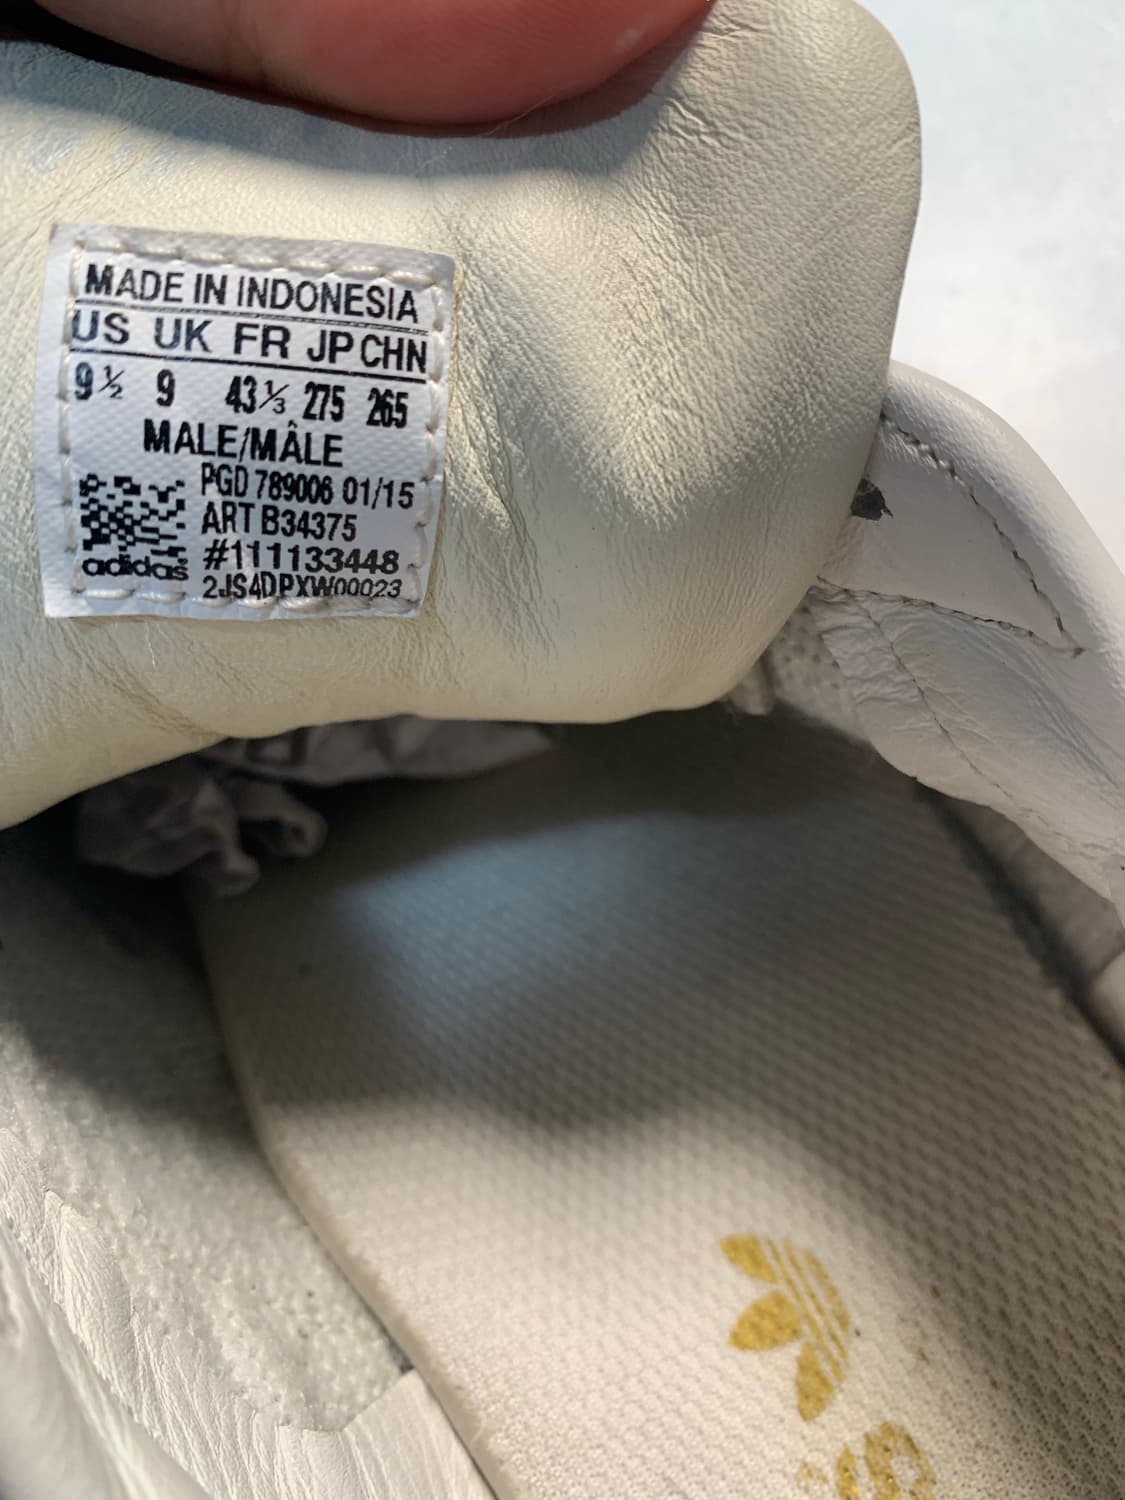 MADE IN INDONESIA
US UK FR JP CHN
9½ 9 43⅓ 275 265
MALE/MÂLE
PGD 789006 01/15
ART B34375
#111133448
adidas
2JS4DPXW00023